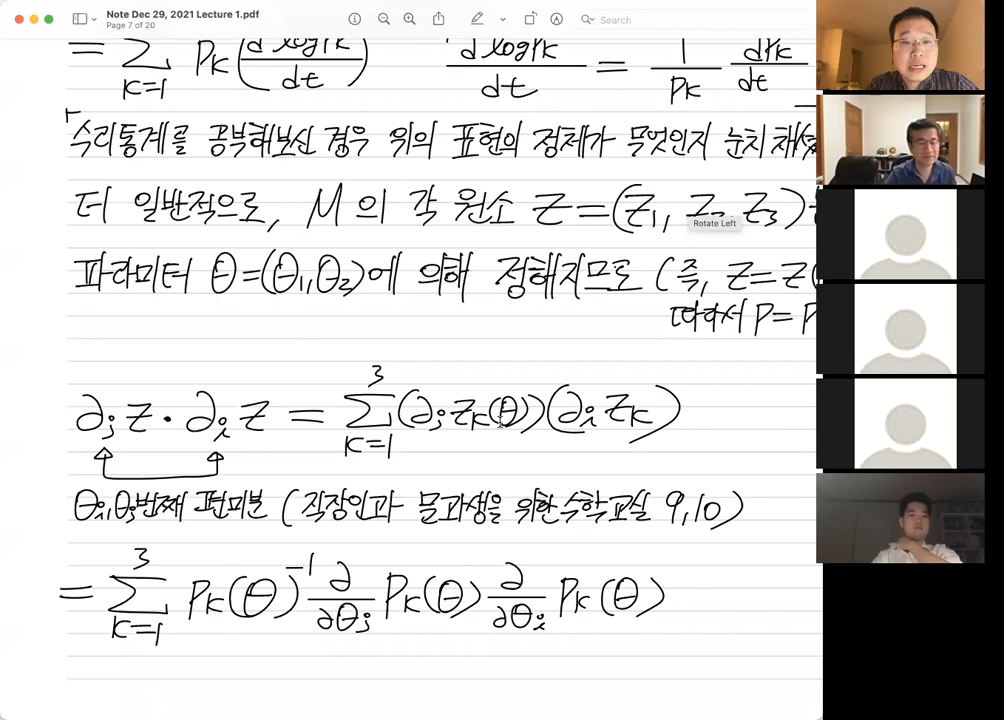 Note Dec 29, 2021 Lecture 1.pdf
Page 7 of 20
Search
= Σ_{k=1} P_k (d log P_k / dt) d log P_k / dt = 1 / P_k dP_k / dt
수리통계를 공부해보신 경우 위의 표현의 정체가 무엇인지 눈치 채셨
더 일반적으로, M의 각 원소 Z=(Z_1, Z_2, Z_3)
Rotate Left
파라미터 θ=(θ_1,θ_2)에 의해 정해지므로 (즉, Z=Z(
따라서 P=P
∂_j Z · ∂_i Z = Σ_{k=1}^{3} (∂_j Z_k(θ))(∂_i Z_k)
θ_i,θ_j번째 편미분 (직장인과 문과생을 위한 수학교실 9,10)
= Σ_{k=1}^{3} P_k(θ)^{-1} ∂/∂θ_j P_k(θ) ∂/∂θ_i P_k(θ)